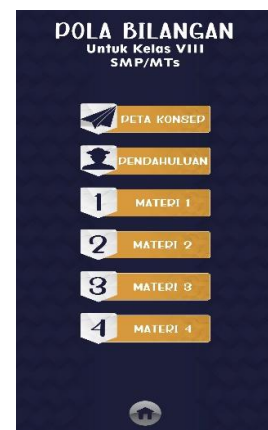 POLA BILANGAN
Untuk Kelas VIII
SMP/MTs
PETA KONSEP
PENDAHULUAN
1 MATERI 1
2 MATERI 2
3 MATERI 3
4 MATERI 4